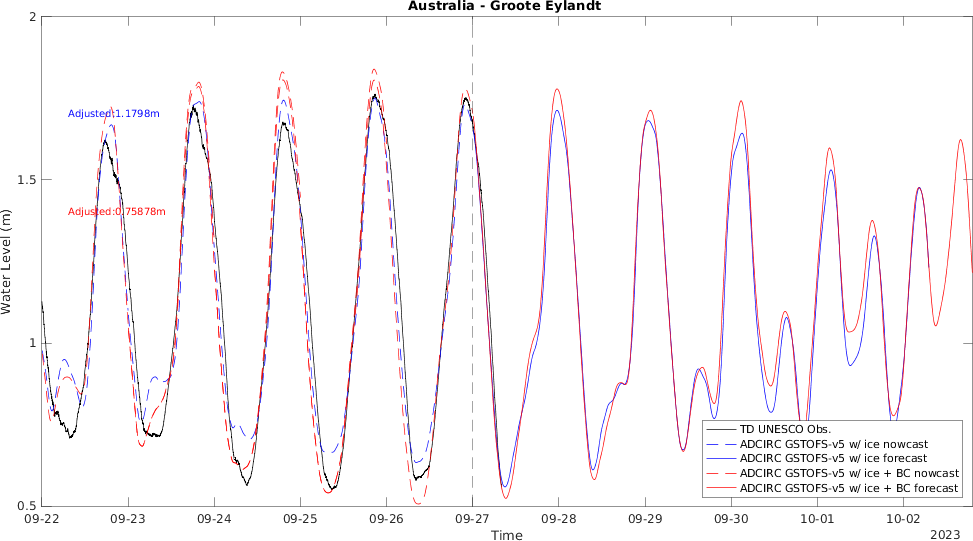 Australia - Groote Eylandt
2
1.5
1
0.5
Water Level (m)
Adjusted:1.1798m
Adjusted:0.75878m
TD UNESCO Obs.
ADCIRC GSTOFS-v5 w/ ice nowcast
ADCIRC GSTOFS-v5 w/ ice forecast
ADCIRC GSTOFS-v5 w/ ice + BC nowcast
ADCIRC GSTOFS-v5 w/ ice + BC forecast
09-22 09-23 09-24 09-25 09-26 09-27 09-28 09-29 09-30 10-01 10-02
Time
2023